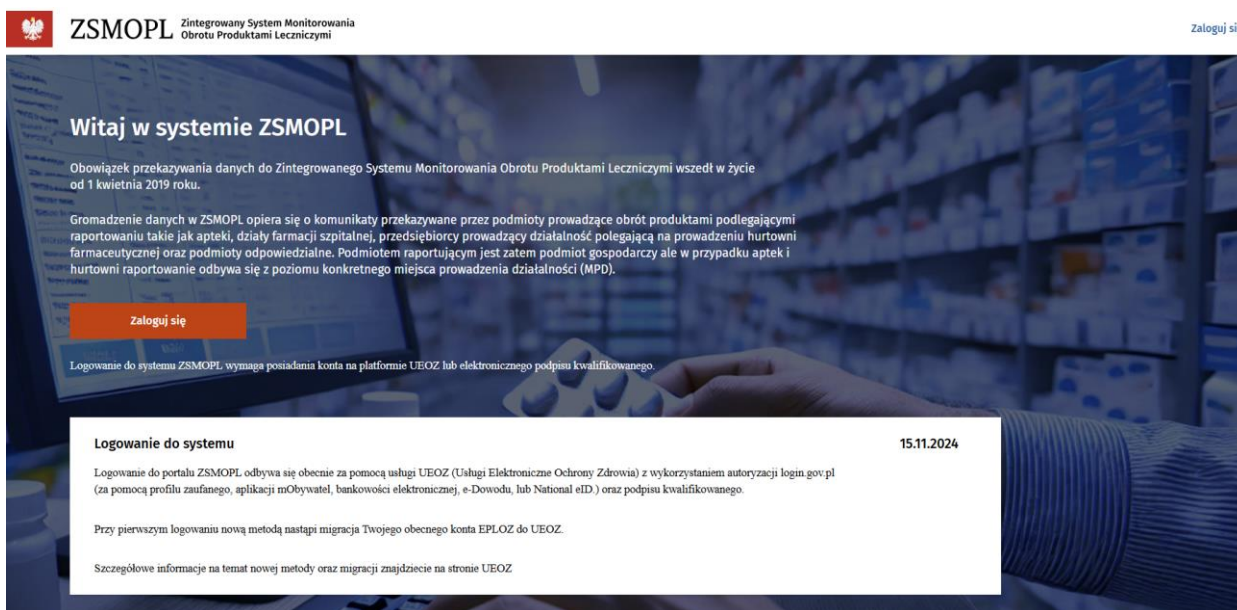 ZSMOPL Zintegrowany System Monitorowania
Obrotu Produktami Leczniczymi
Zaloguj si
Witaj w systemie ZSMOPL
Obowiązek przekazywania danych do Zintegrowanego Systemu Monitorowania Obrotu Produktami Leczniczymi wszedł w życie
od 1 kwietnia 2019 roku.
Gromadzenie danych w ZSMOPL opiera się o komunikaty przekazywane przez podmioty prowadzące obrót produktami podlegającymi
raportowaniu takie jak apteki, działy farmacji szpitalnej, przedsiębiorcy prowadzący działalność polegającą na prowadzeniu hurtowni
farmaceutycznej oraz podmioty odpowiedzialne. Podmiotem raportującym jest zatem podmiot gospodarczy ale w przypadku aptek i
hurtowni raportowanie odbywa się z poziomu konkretnego miejsca prowadzenia działalności (MPD).
Zaloguj się
Logowanie do systemu ZSMOPL wymaga posiadania konta na platformie UEOZ lub elektronicznego podpisu kwalifikowanego.
Logowanie do systemu 15.11.2024
Logowanie do portalu ZSMOPL odbywa się obecnie za pomocą usługi UEOZ (Usługi Elektroniczne Ochrony Zdrowia) z wykorzystaniem autoryzacji login.gov.pl
(za pomocą profilu zaufanego, aplikacji mObywatel, bankowości elektronicznej, e-Dowodu, lub National eID.) oraz podpisu kwalifikowanego.
Przy pierwszym logowaniu nową metodą nastąpi migracja Twojego obecnego konta EPLOZ do UEOZ.
Szczegółowe informacje na temat nowej metody oraz migracji znajdziecie na stronie UEOZ